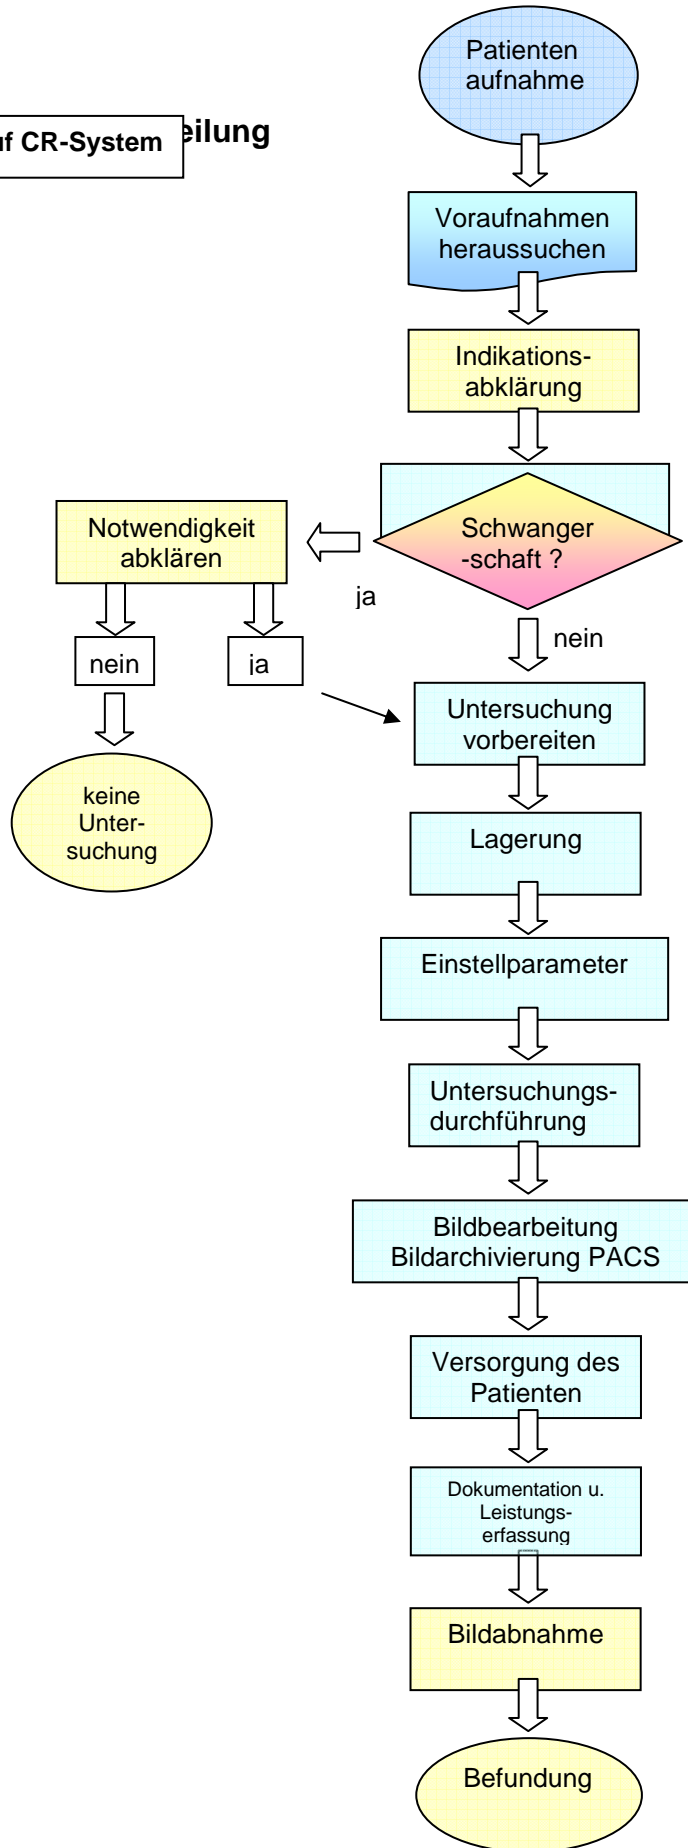 Patienten
aufnahme
eilung
f CR-System
Voraufnahmen
heraussuchen
Indikations-
abklärung
Schwanger
-schaft ?
Notwendigkeit
abklären
ja
nein
nein
ja
Untersuchung
vorbereiten
keine
Unter-
suchung
Lagerung
Einstellparameter
Untersuchungs-
durchführung
Bildbearbeitung
Bildarchivierung PACS
Versorgung des
Patienten
Dokumentation u.
Leistungs-
erfassung
Bildabnahme
Befundung